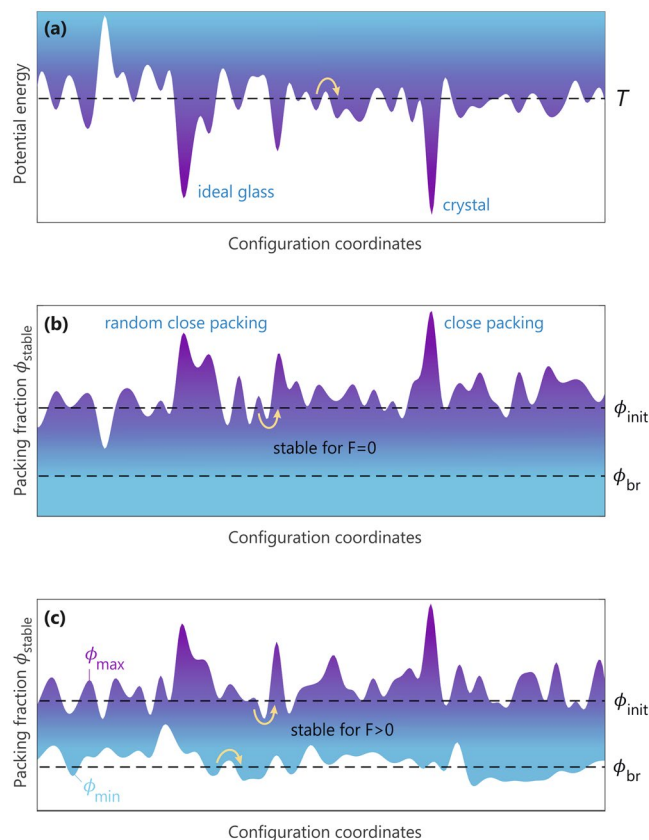 (a)
Potential energy
T
ideal glass
crystal
Configuration coordinates
(b)
random close packing
close packing
Packing fraction ϕstable
ϕinit
stable for F=0
ϕbr
Configuration coordinates
(c)
Packing fraction ϕstable
ϕmax
ϕinit
stable for F>0
ϕbr
ϕmin
Configuration coordinates